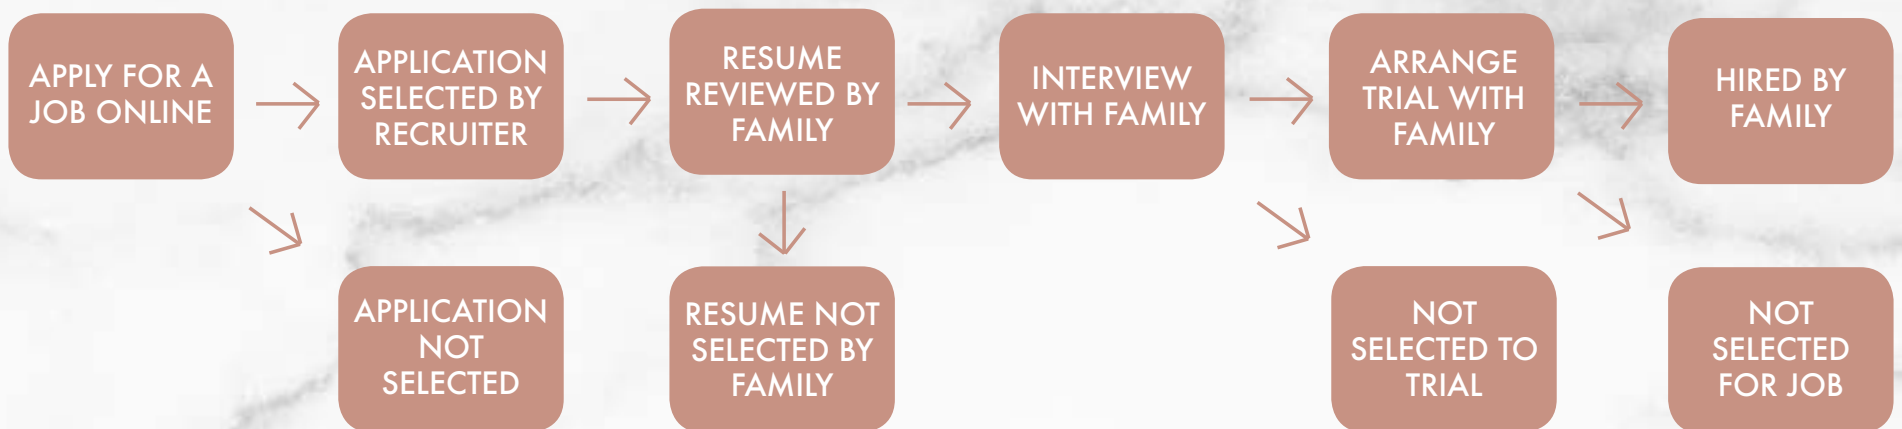 APPLY FOR A
JOB ONLINE
APPLICATION
SELECTED BY
RECRUITER
RESUME
REVIEWED BY
FAMILY
INTERVIEW
WITH FAMILY
ARRANGE
TRIAL WITH
FAMILY
HIRED BY
FAMILY
APPLICATION
NOT
SELECTED
RESUME NOT
SELECTED BY
FAMILY
NOT
SELECTED TO
TRIAL
NOT
SELECTED
FOR JOB